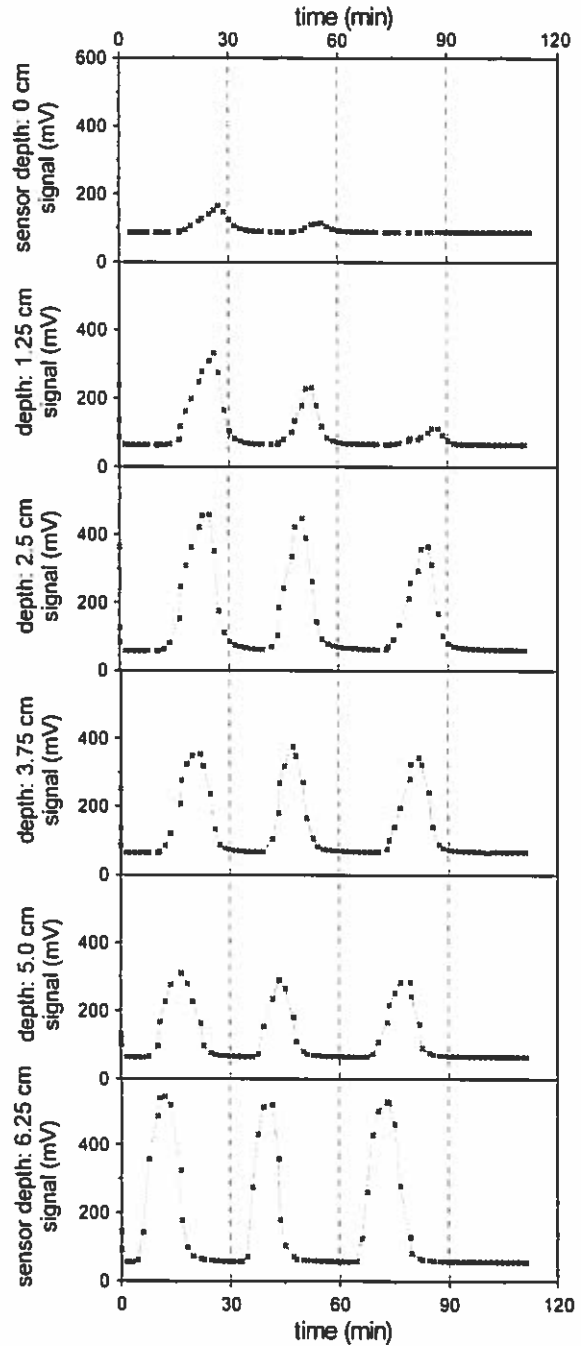 time (min)
0 30 60 90 120
sensor depth: 0 cm
signal (mV)
600
400
200
0
depth: 1.25 cm
signal (mV)
400
200
0
depth: 2.5 cm
signal (mV)
400
200
0
depth: 3.75 cm
signal (mV)
400
200
0
depth: 5.0 cm
signal (mV)
400
200
0
sensor depth: 6.25 cm
signal (mV)
400
200
0
0 30 60 90 120
time (min)